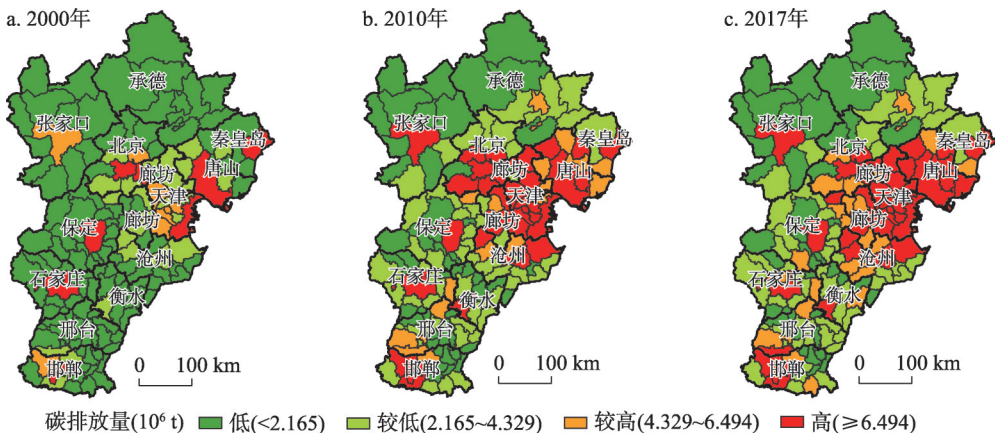 a. 2000年
承德
张家口
北京
秦皇岛
廊坊
唐山
天津
保定
廊坊
沧州
石家庄
衡水
邢台
邯郸
0 100 km
b. 2010年
承德
张家口
北京
秦皇岛
廊坊
唐山
天津
保定
廊坊
沧州
石家庄
衡水
邢台
邯郸
0 100 km
c. 2017年
承德
张家口
北京
秦皇岛
廊坊
唐山
天津
保定
廊坊
沧州
石家庄
衡水
邢台
邯郸
0 100 km
碳排放量(10⁶ t) 低(<2.165) 较低(2.165~4.329) 较高(4.329~6.494) 高(≥6.494)